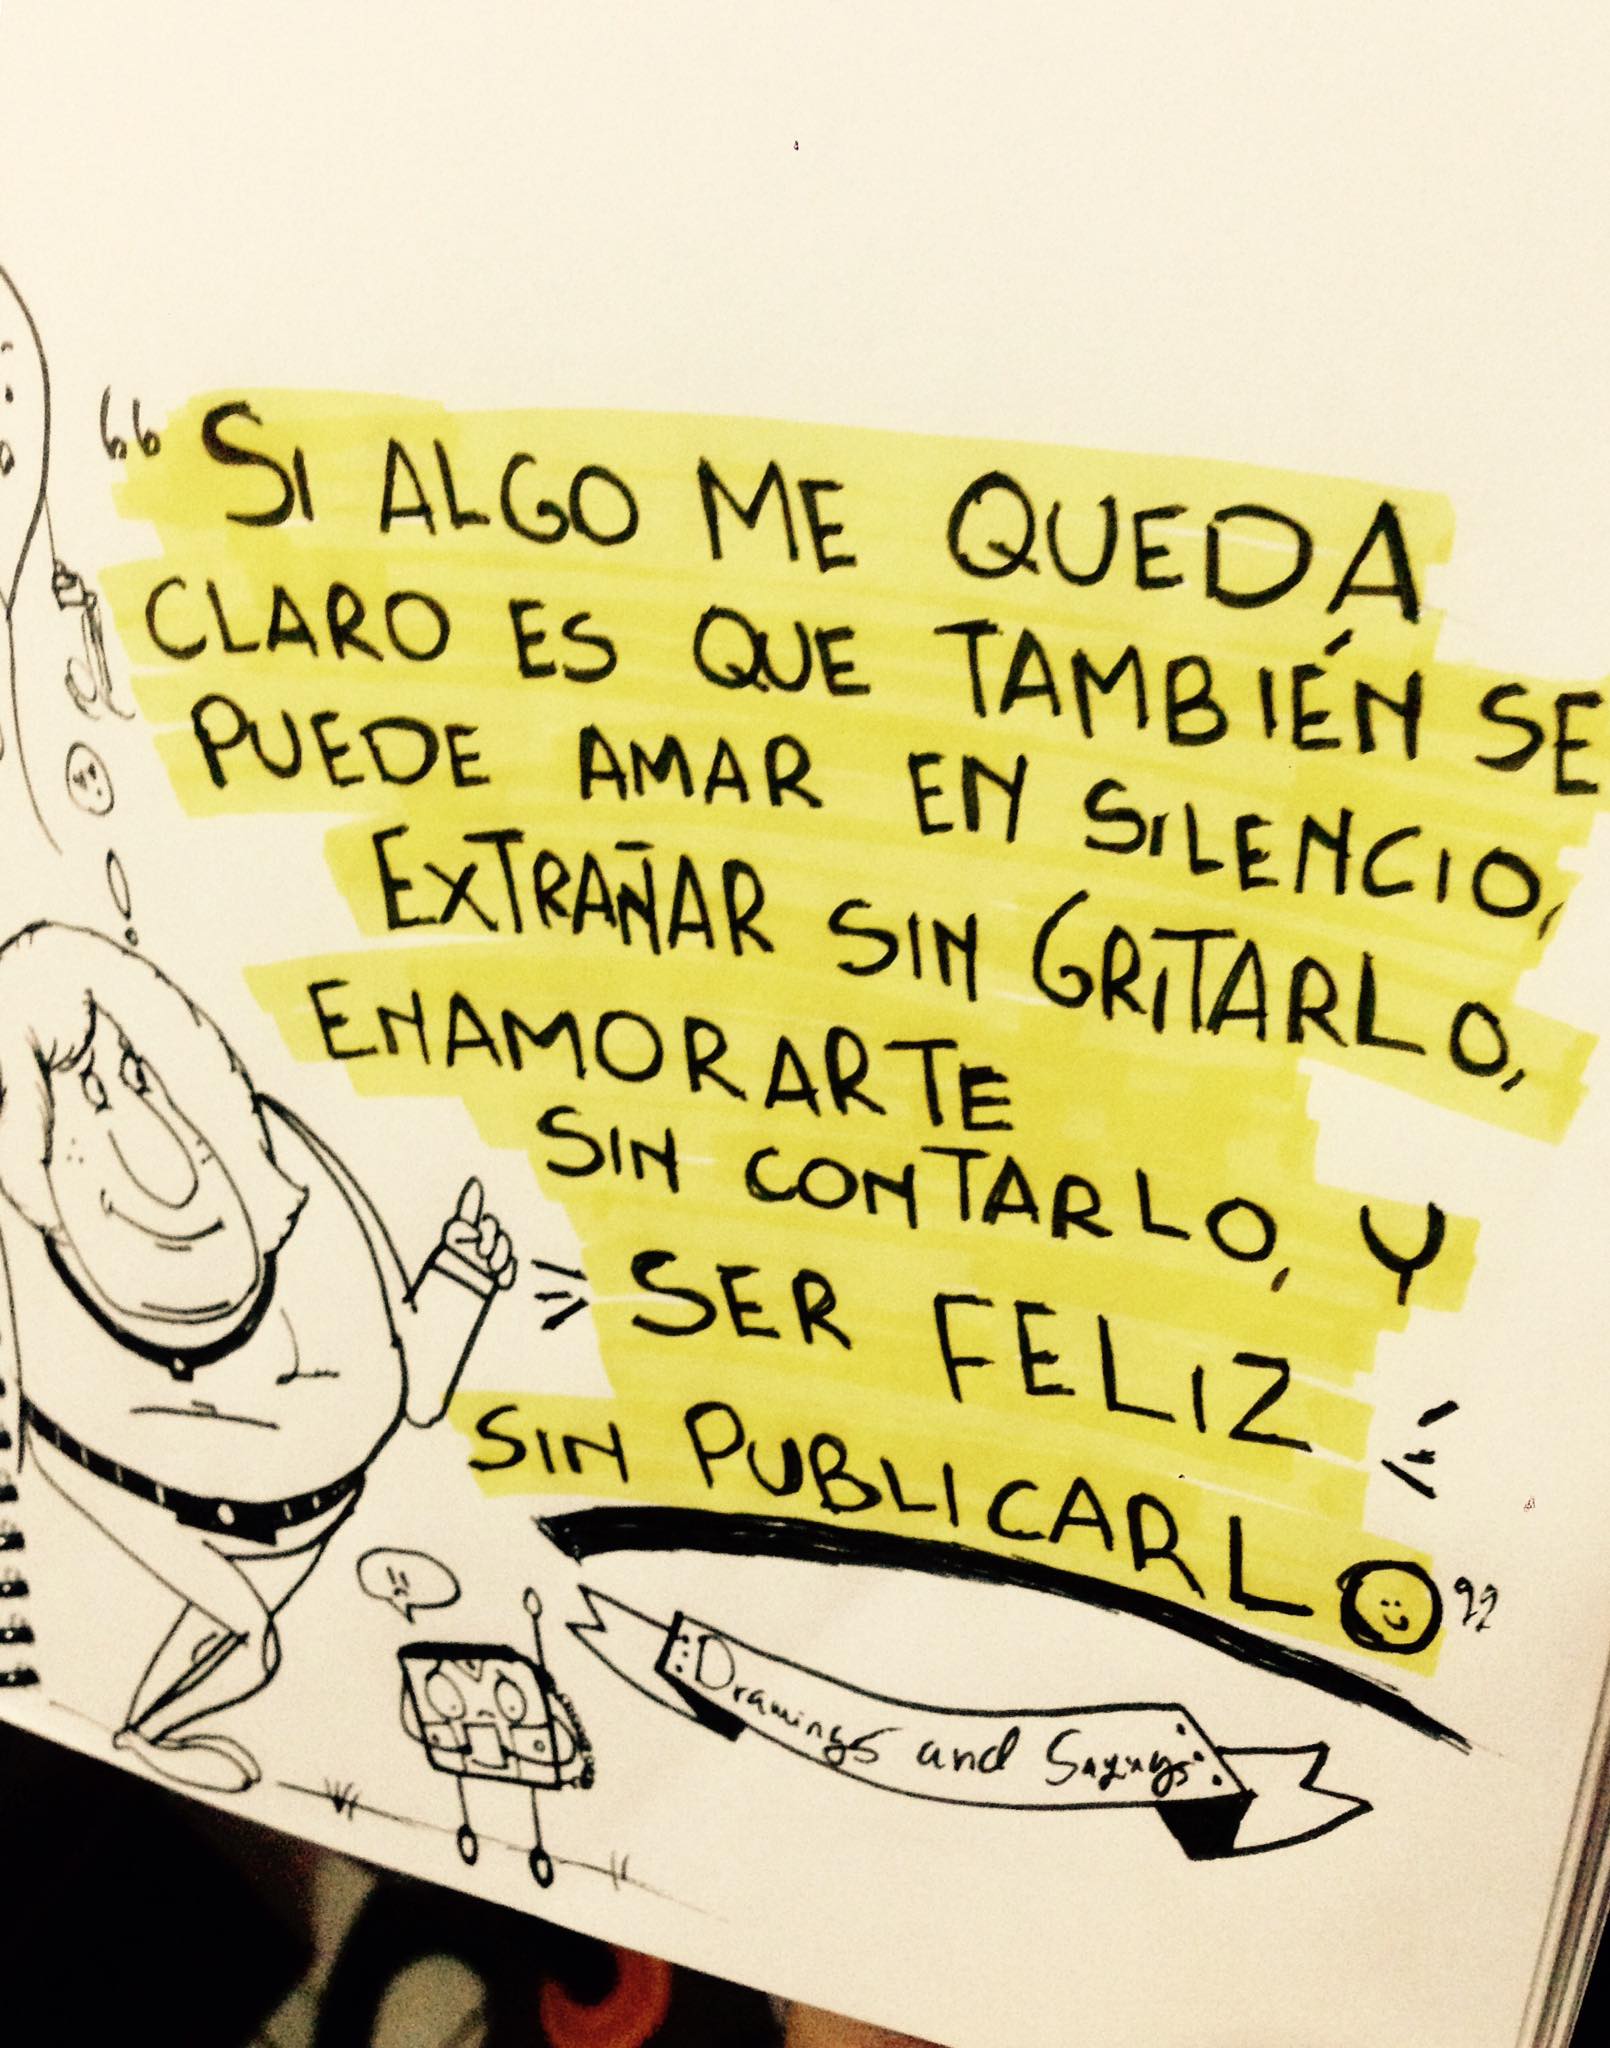 “SI ALGO ME QUEDA
CLARO ES QUE TAMBIÉN SE
PUEDE AMAR EN SILENCIO,
EXTRAÑAR SIN GRITARLO,
ENAMORARTE
SIN CONTARLO, Y
SER FELIZ
SIN PUBLICARLO”
Drawings and Sayings